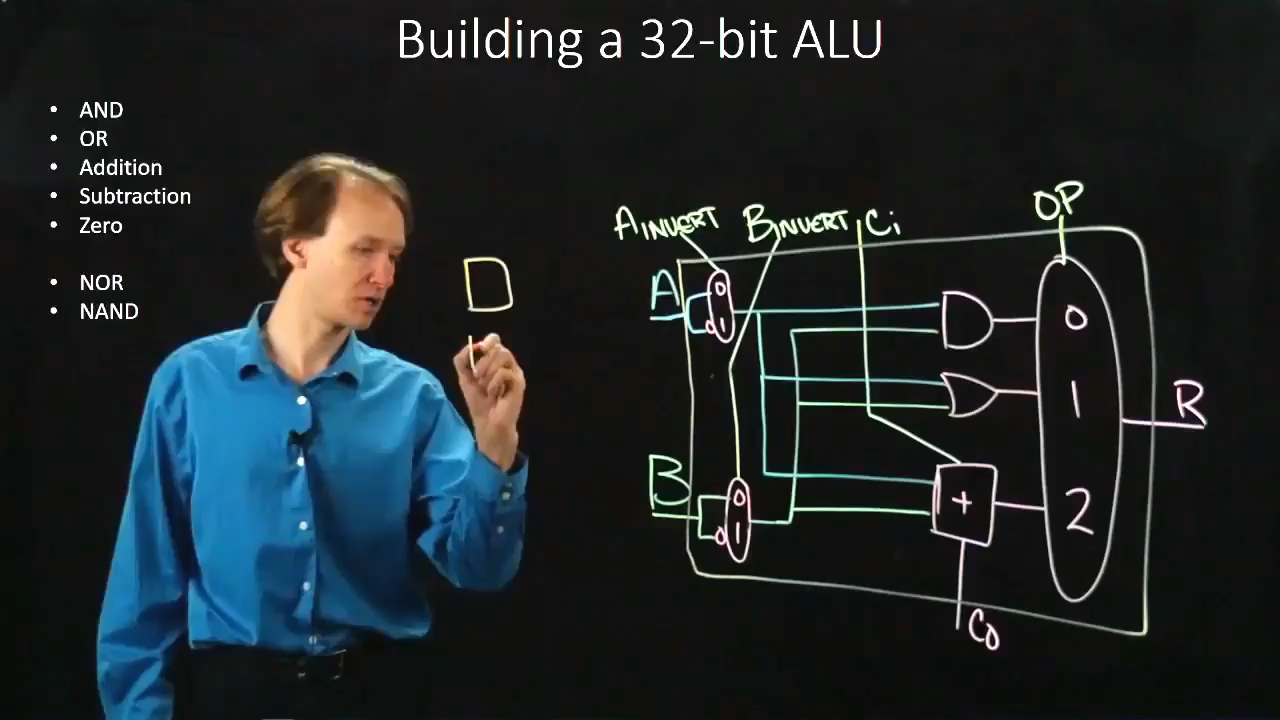 Building a 32-bit ALU
• AND
• OR
• Addition
• Subtraction
• Zero
• NOR
• NAND
AINVERT BINVERT Ci OP
A
0
1
0
1
R
B
0
1
+
2
Co